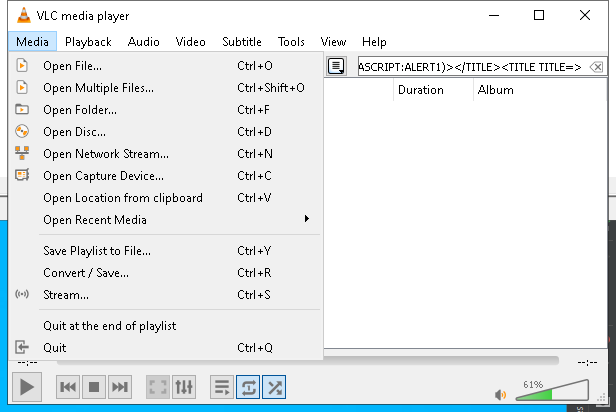 VLC media player
Media Playback Audio Video Subtitle Tools View Help
ASCRIPT:ALERT1)></TITLE><TITLE TITLE=>
Duration Album
Open File... Ctrl+O
Open Multiple Files... Ctrl+Shift+O
Open Folder... Ctrl+F
Open Disc... Ctrl+D
Open Network Stream... Ctrl+N
Open Capture Device... Ctrl+C
Open Location from clipboard Ctrl+V
Open Recent Media
Save Playlist to File... Ctrl+Y
Convert / Save... Ctrl+R
Stream... Ctrl+S
Quit at the end of playlist
Quit Ctrl+Q
--:-- --:--
61%